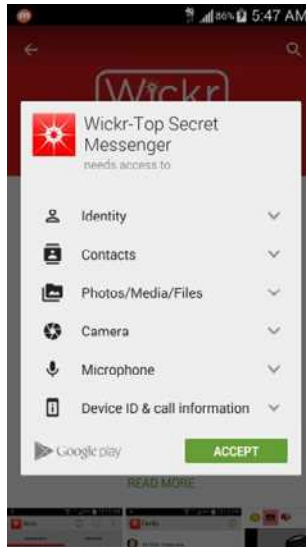 86% 5:47 AM
Wickr
Wickr-Top Secret
Messenger
needs access to
Identity
Contacts
Photos/Media/Files
Camera
Microphone
Device ID & call information
Google play
ACCEPT
READ MORE